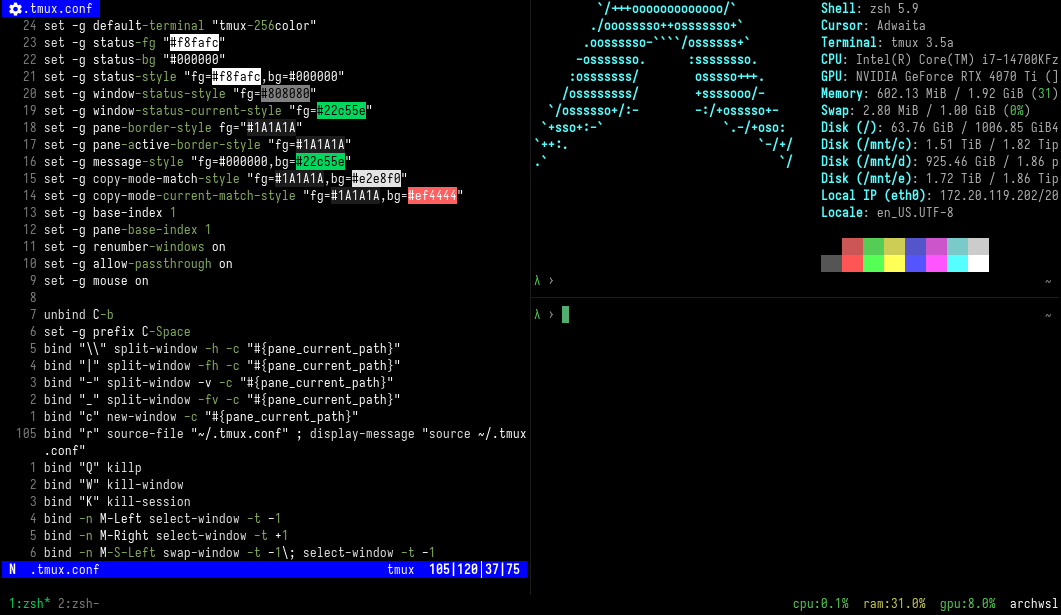 .tmux.conf
24 set -g default-terminal "tmux-256color"
23 set -g status-fg "#f8fafc"
22 set -g status-bg "#000000"
21 set -g status-style "fg=#f8fafc,bg=#000000"
20 set -g window-status-style "fg=#808080"
19 set -g window-status-current-style "fg=#22c55e"
18 set -g pane-border-style fg="#1A1A1A"
17 set -g pane-active-border-style "fg=#1A1A1A"
16 set -g message-style "fg=#000000,bg=#22c55e"
15 set -g copy-mode-match-style "fg=#1A1A1A,bg=#e2e8f0"
14 set -g copy-mode-current-match-style "fg=#1A1A1A,bg=#ef4444"
13 set -g base-index 1
12 set -g pane-base-index 1
11 set -g renumber-windows on
10 set -g allow-passthrough on
9 set -g mouse on
8
7 unbind C-b
6 set -g prefix C-Space
5 bind "\\" split-window -h -c "#{pane_current_path}"
4 bind "|" split-window -fh -c "#{pane_current_path}"
3 bind "-" split-window -v -c "#{pane_current_path}"
2 bind "_" split-window -fv -c "#{pane_current_path}"
1 bind "c" new-window -c "#{pane_current_path}"
105 bind "r" source-file "~/.tmux.conf" ; display-message "source ~/.tmux
.conf"
1 bind "Q" killp
2 bind "W" kill-window
3 bind "K" kill-session
4 bind -n M-Left select-window -t -1
5 bind -n M-Right select-window -t +1
6 bind -n M-S-Left swap-window -t -1\; select-window -t -1
N .tmux.conf tmux 105|120|37|75
`/+++ooooooooooooo/`
./ooosssso++osssssso+`
.oossssso-````/ossssss+`
-osssssso. :ssssssso.
:osssssss/ osssso+++.
/ossssssss/ +ssssooo/-
`/ossssso+/:- -:/+osssso+-
`+sso+:-` `.-/+oso:
`++:. `-/+/
.` `/
Shell: zsh 5.9
Cursor: Adwaita
Terminal: tmux 3.5a
CPU: Intel(R) Core(TM) i7-14700KFz
GPU: NVIDIA GeForce RTX 4070 Ti (]
Memory: 602.13 MiB / 1.92 GiB (31)
Swap: 2.80 MiB / 1.00 GiB (0%)
Disk (/): 63.76 GiB / 1006.85 GiB4
Disk (/mnt/c): 1.51 TiB / 1.82 Tip
Disk (/mnt/d): 925.46 GiB / 1.86 p
Disk (/mnt/e): 1.72 TiB / 1.86 Tip
Local IP (eth0): 172.20.119.202/20
Locale: en_US.UTF-8
λ › ~
λ › ~
1:zsh* 2:zsh-
cpu:0.1% ram:31.0% gpu:8.0% archwsl